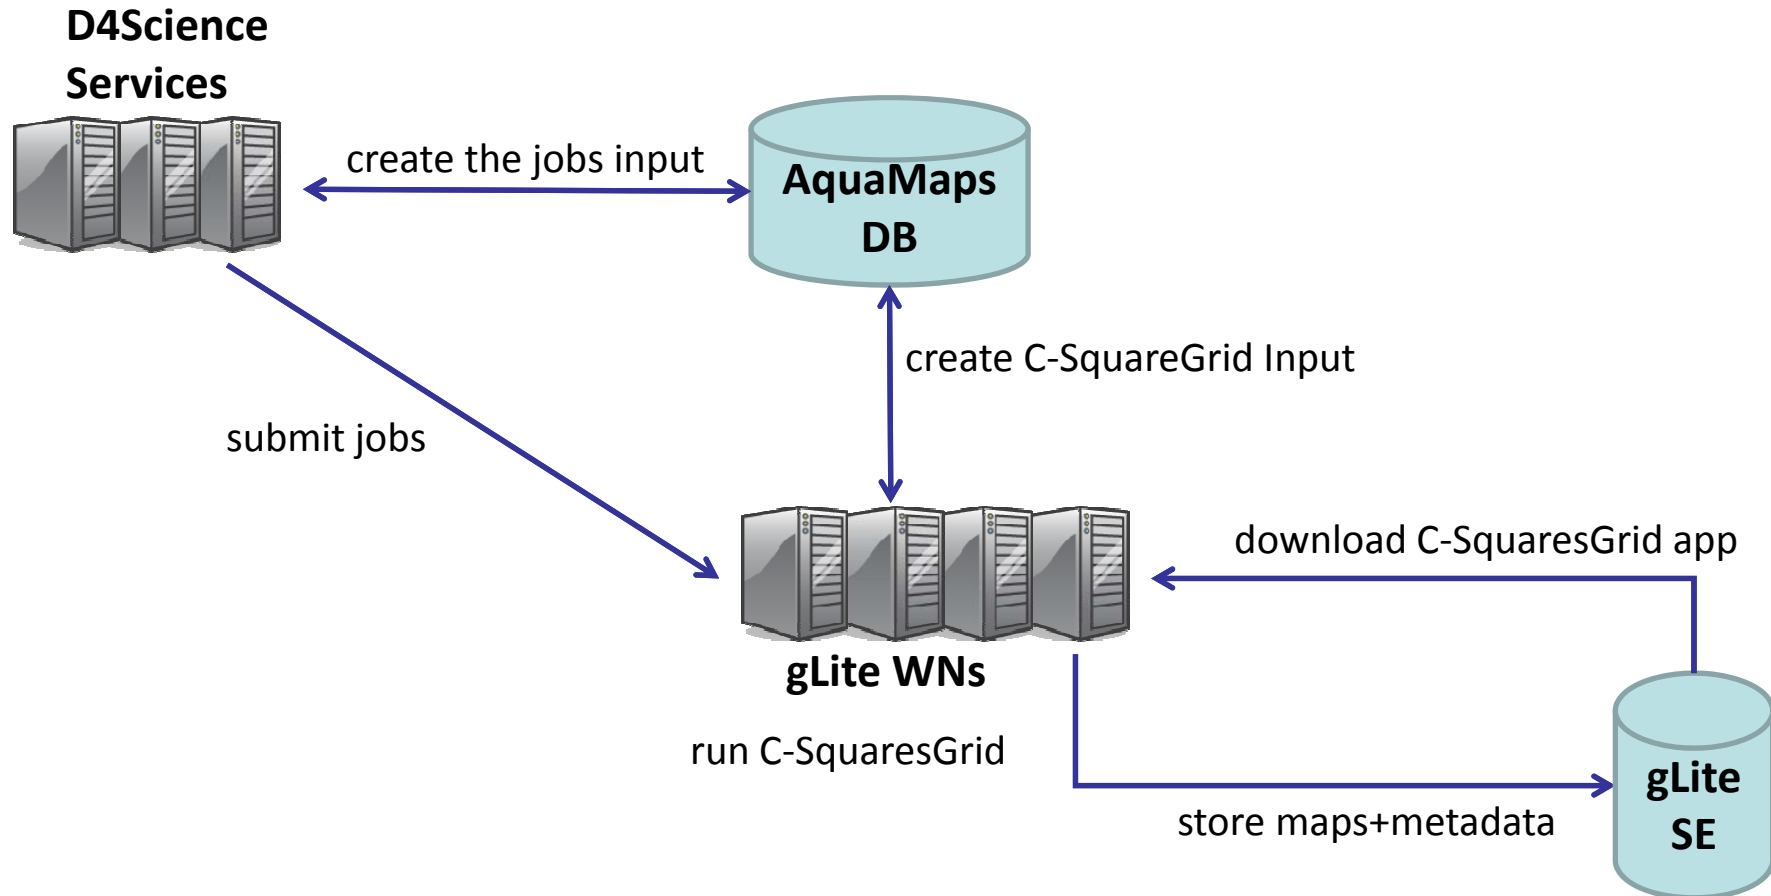 D4Science
Services
create the jobs input
AquaMaps
DB
create C-SquareGrid Input
submit jobs
download C-SquaresGrid app
gLite WNs
run C-SquaresGrid
gLite
SE
store maps+metadata